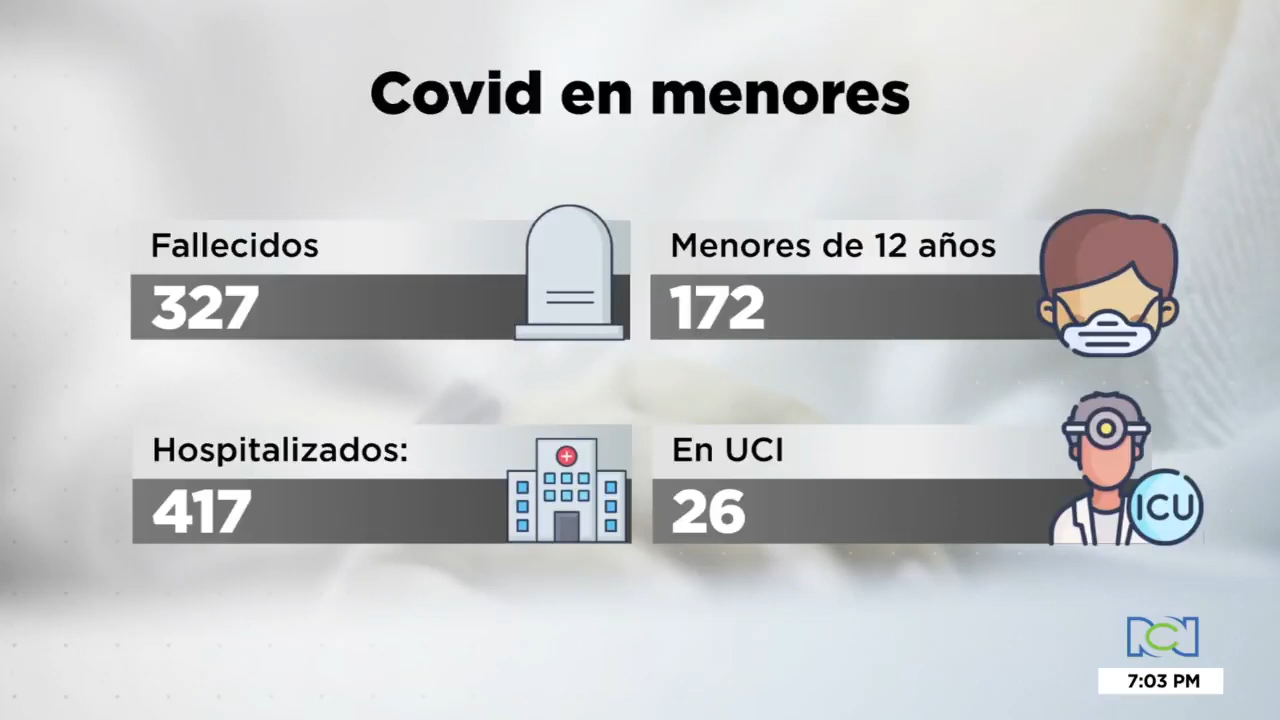 Covid en menores
Fallecidos
327
Menores de 12 años
172
Hospitalizados:
417
En UCI
26
ICU
RCN
7:03 PM